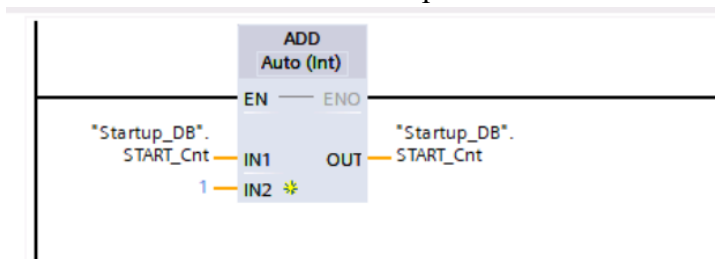 ADD
Auto (Int)
EN ENO
"Startup_DB".
START_Cnt IN1
1 IN2
OUT "Startup_DB".
START_Cnt